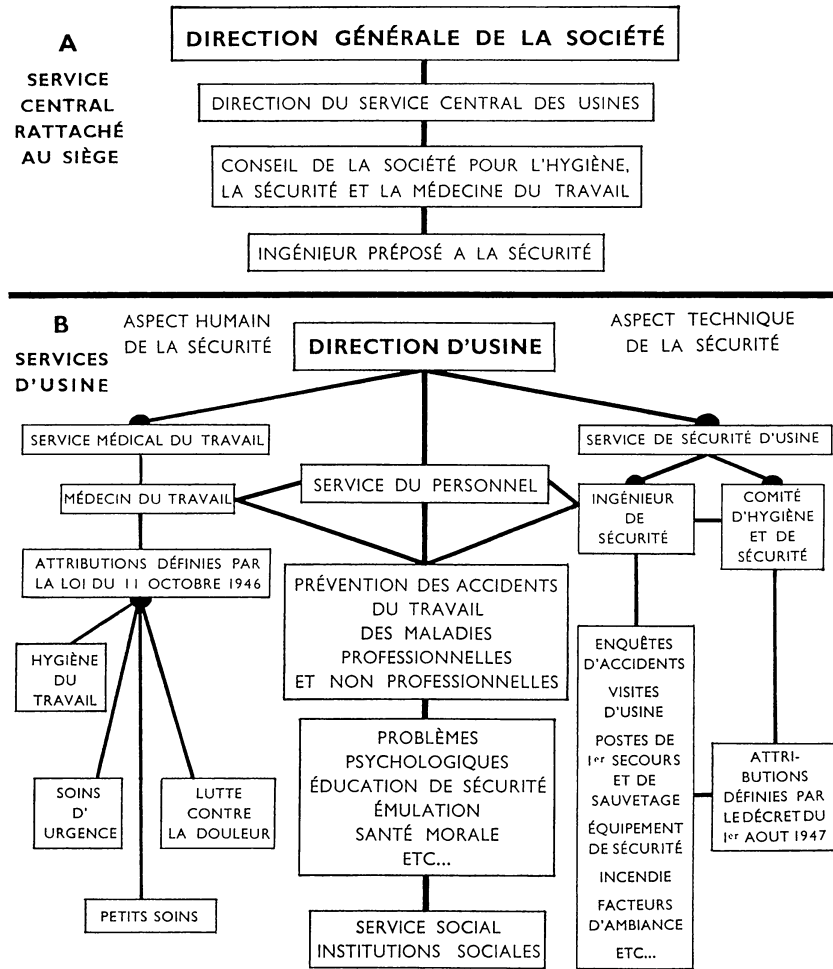 A
SERVICE
CENTRAL
RATTACHÉ
AU SIÈGE
DIRECTION GÉNÉRALE DE LA SOCIÉTÉ
DIRECTION DU SERVICE CENTRAL DES USINES
CONSEIL DE LA SOCIÉTÉ POUR L'HYGIÈNE,
LA SÉCURITÉ ET LA MÉDECINE DU TRAVAIL
INGÉNIEUR PRÉPOSÉ A LA SÉCURITÉ
B
SERVICES
D'USINE
ASPECT HUMAIN
DE LA SÉCURITÉ
DIRECTION D'USINE
ASPECT TECHNIQUE
DE LA SÉCURITÉ
SERVICE MÉDICAL DU TRAVAIL
SERVICE DE SÉCURITÉ D'USINE
MÉDECIN DU TRAVAIL
SERVICE DU PERSONNEL
INGÉNIEUR
DE
SÉCURITÉ
COMITÉ
D'HYGIÈNE
ET DE
SÉCURITÉ
ATTRIBUTIONS DÉFINIES PAR
LA LOI DU 11 OCTOBRE 1946
PRÉVENTION DES ACCIDENTS
DU TRAVAIL
DES MALADIES
PROFESSIONNELLES
ET NON PROFESSIONNELLES
HYGIÈNE
DU
TRAVAIL
SOINS
D'
URGENCE
LUTTE
CONTRE
LA DOULEUR
PETITS SOINS
PROBLÈMES
PSYCHOLOGIQUES
ÉDUCATION DE SÉCURITÉ
ÉMULATION
SANTÉ MORALE
ETC...
SERVICE SOCIAL
INSTITUTIONS SOCIALES
ENQUÊTES
D'ACCIDENTS
VISITES
D'USINE
POSTES DE
1er SECOURS
ET DE
SAUVETAGE
ÉQUIPEMENT
DE SÉCURITÉ
INCENDIE
FACTEURS
D'AMBIANCE
ETC...
ATTRI-
BUTIONS
DÉFINIES PAR
LE DÉCRET DU
1er AOUT 1947